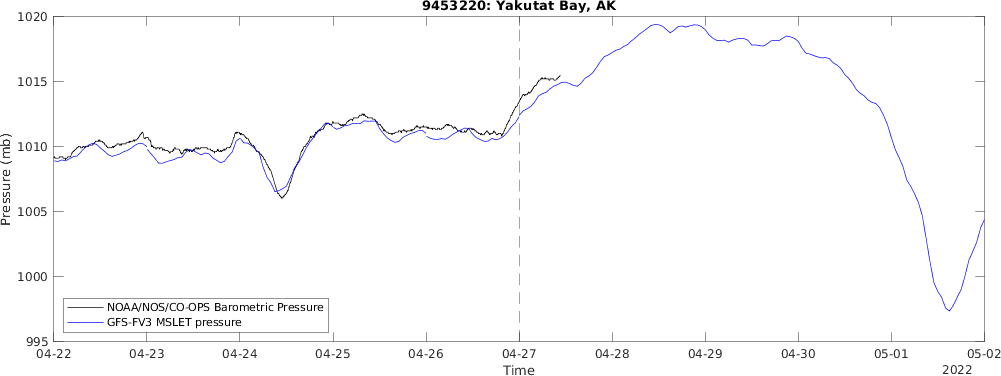 9453220: Yakutat Bay, AK
1020
1015
1010
1005
1000
995
Pressure (mb)
NOAA/NOS/CO-OPS Barometric Pressure
GFS-FV3 MSLET pressure
04-22 04-23 04-24 04-25 04-26 04-27 04-28 04-29 04-30 05-01 05-02
Time
2022